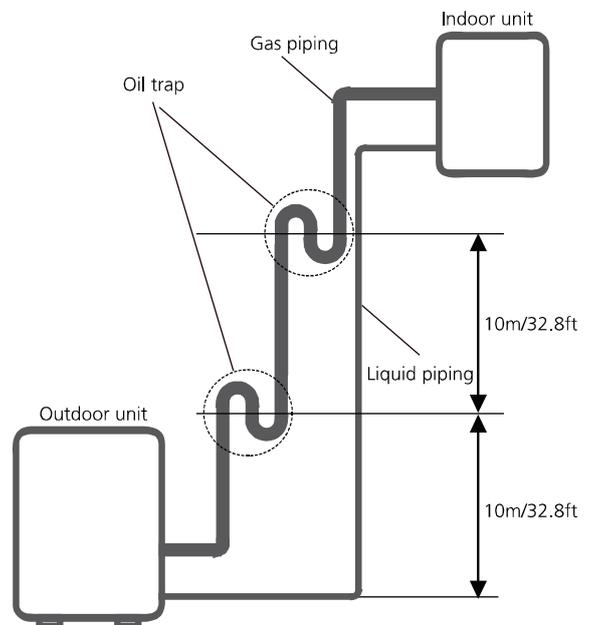 Indoor unit
Gas piping
Oil trap
10m/32.8ft
Liquid piping
Outdoor unit
10m/32.8ft